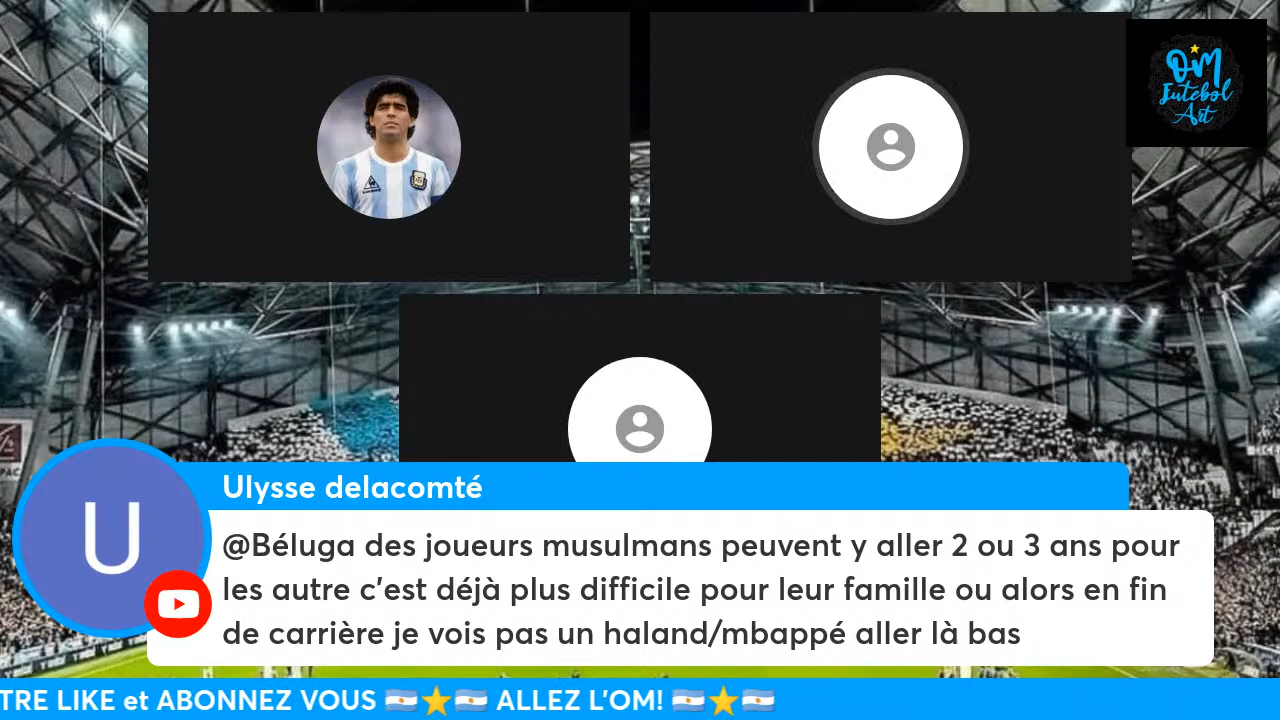 OM
Futebol
Art
U
Ulysse delacomté
@Béluga des joueurs musulmans peuvent y aller 2 ou 3 ans pour
les autre c'est déjà plus difficile pour leur famille ou alors en fin
de carrière je vois pas un haland/mbappé aller là bas
TRE LIKE et ABONNEZ VOUS 🇦🇷⭐🇦🇷 ALLEZ L'OM! 🇦🇷⭐🇦🇷